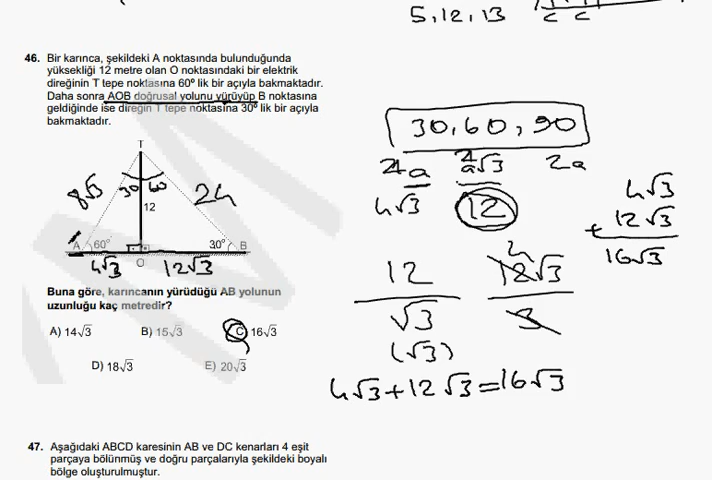 5,12,13
c c
46. Bir karınca, şekildeki A noktasında bulunduğunda
yüksekliği 12 metre olan O noktasındaki bir elektrik
direğinin T tepe noktasına 60º lik bir açıyla bakmaktadır.
Daha sonra AOB doğrusal yolunu yürüyüp B noktasına
geldiğinde ise direğin T tepe noktasına 30º lik bir açıyla
bakmaktadır.
T
30 60
8√3
24
12
A 60°
30° B
O
4√3 12√3
Buna göre, karıncanın yürüdüğü AB yolunun
uzunluğu kaç metredir?
A) 14√3 B) 15√3 C) 16√3
D) 18√3 E) 20√3
30,60,90
a√3 2a
4√3 12
4√3
+ 12√3
16√3
12 12√3
√3 3
(√3)
4√3+12√3=16√3
47. Aşağıdaki ABCD karesinin AB ve DC kenarları 4 eşit
parçaya bölünmüş ve doğru parçalarıyla şekildeki boyalı
bölge oluşturulmuştur.